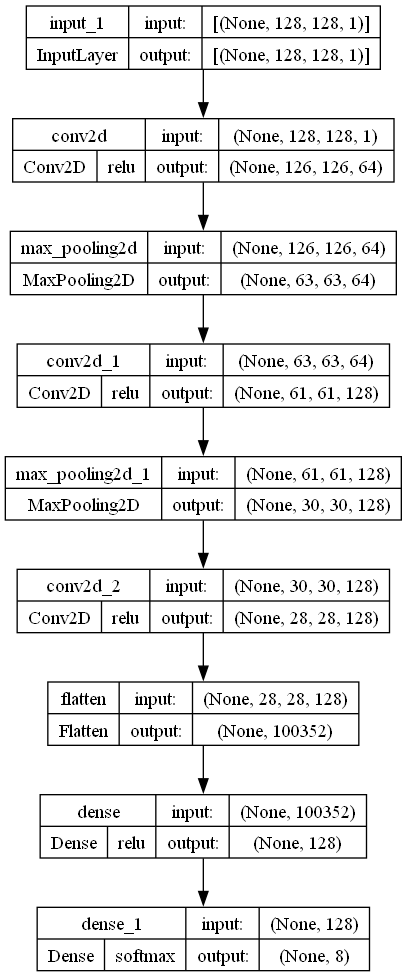 input_1 input: [(None, 128, 128, 1)]
InputLayer output: [(None, 128, 128, 1)]
conv2d input: (None, 128, 128, 1)
Conv2D relu output: (None, 126, 126, 64)
max_pooling2d input: (None, 126, 126, 64)
MaxPooling2D output: (None, 63, 63, 64)
conv2d_1 input: (None, 63, 63, 64)
Conv2D relu output: (None, 61, 61, 128)
max_pooling2d_1 input: (None, 61, 61, 128)
MaxPooling2D output: (None, 30, 30, 128)
conv2d_2 input: (None, 30, 30, 128)
Conv2D relu output: (None, 28, 28, 128)
flatten input: (None, 28, 28, 128)
Flatten output: (None, 100352)
dense input: (None, 100352)
Dense relu output: (None, 128)
dense_1 input: (None, 128)
Dense softmax output: (None, 8)